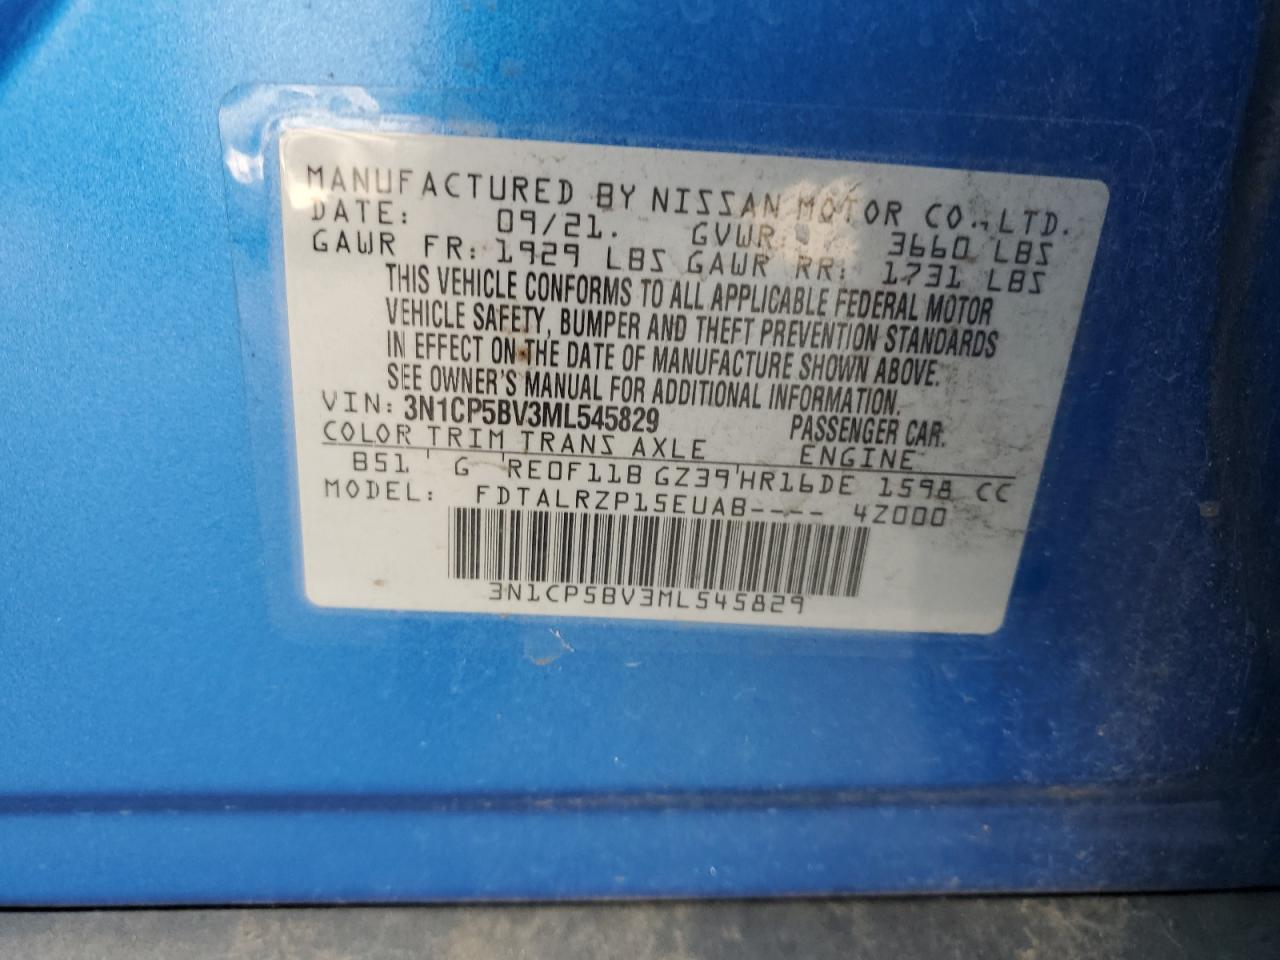 MANUFACTURED BY NISSAN MOTOR CO., LTD.
DATE: 09/21. GVWR: 3660 LBS
GAWR FR: 1929 LBS GAWR RR: 1731 LBS
THIS VEHICLE CONFORMS TO ALL APPLICABLE FEDERAL MOTOR
VEHICLE SAFETY, BUMPER AND THEFT PREVENTION STANDARDS
IN EFFECT ON THE DATE OF MANUFACTURE SHOWN ABOVE.
SEE OWNER'S MANUAL FOR ADDITIONAL INFORMATION.
VIN: 3N1CP5BV3ML545829 PASSENGER CAR.
COLOR TRIM TRANS AXLE ENGINE
B51 ' G 'RE0F11B GZ39'HR16DE 1598 CC
MODEL: FDTALRZP15EUAB---- 4Z000
3N1CP5BV3ML545829